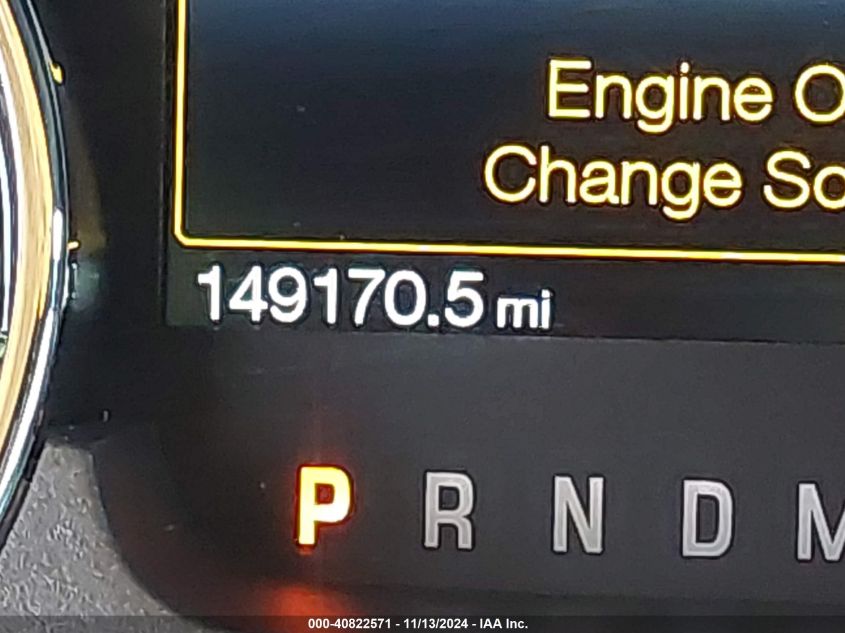 Engine O
Change So
149170.5 mi
P R N D M
000-40822571 - 11/13/2024 - IAA Inc.